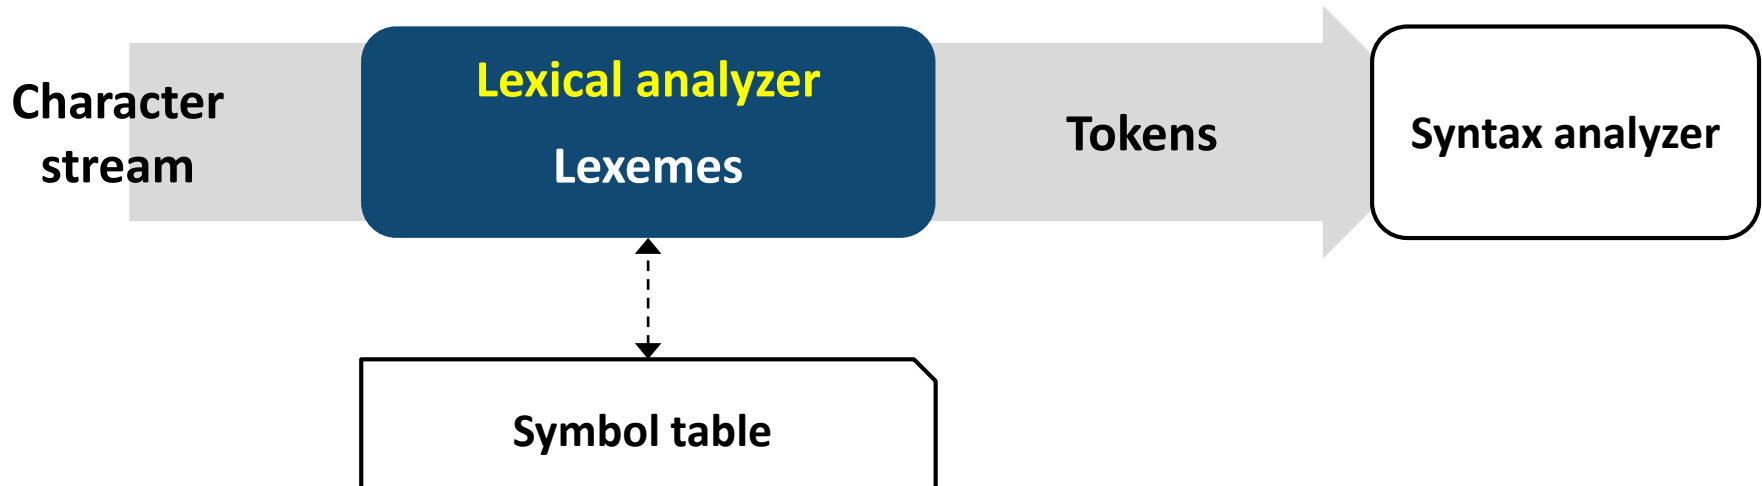 Character
stream
Lexical analyzer
Lexemes
Tokens
Syntax analyzer
Symbol table